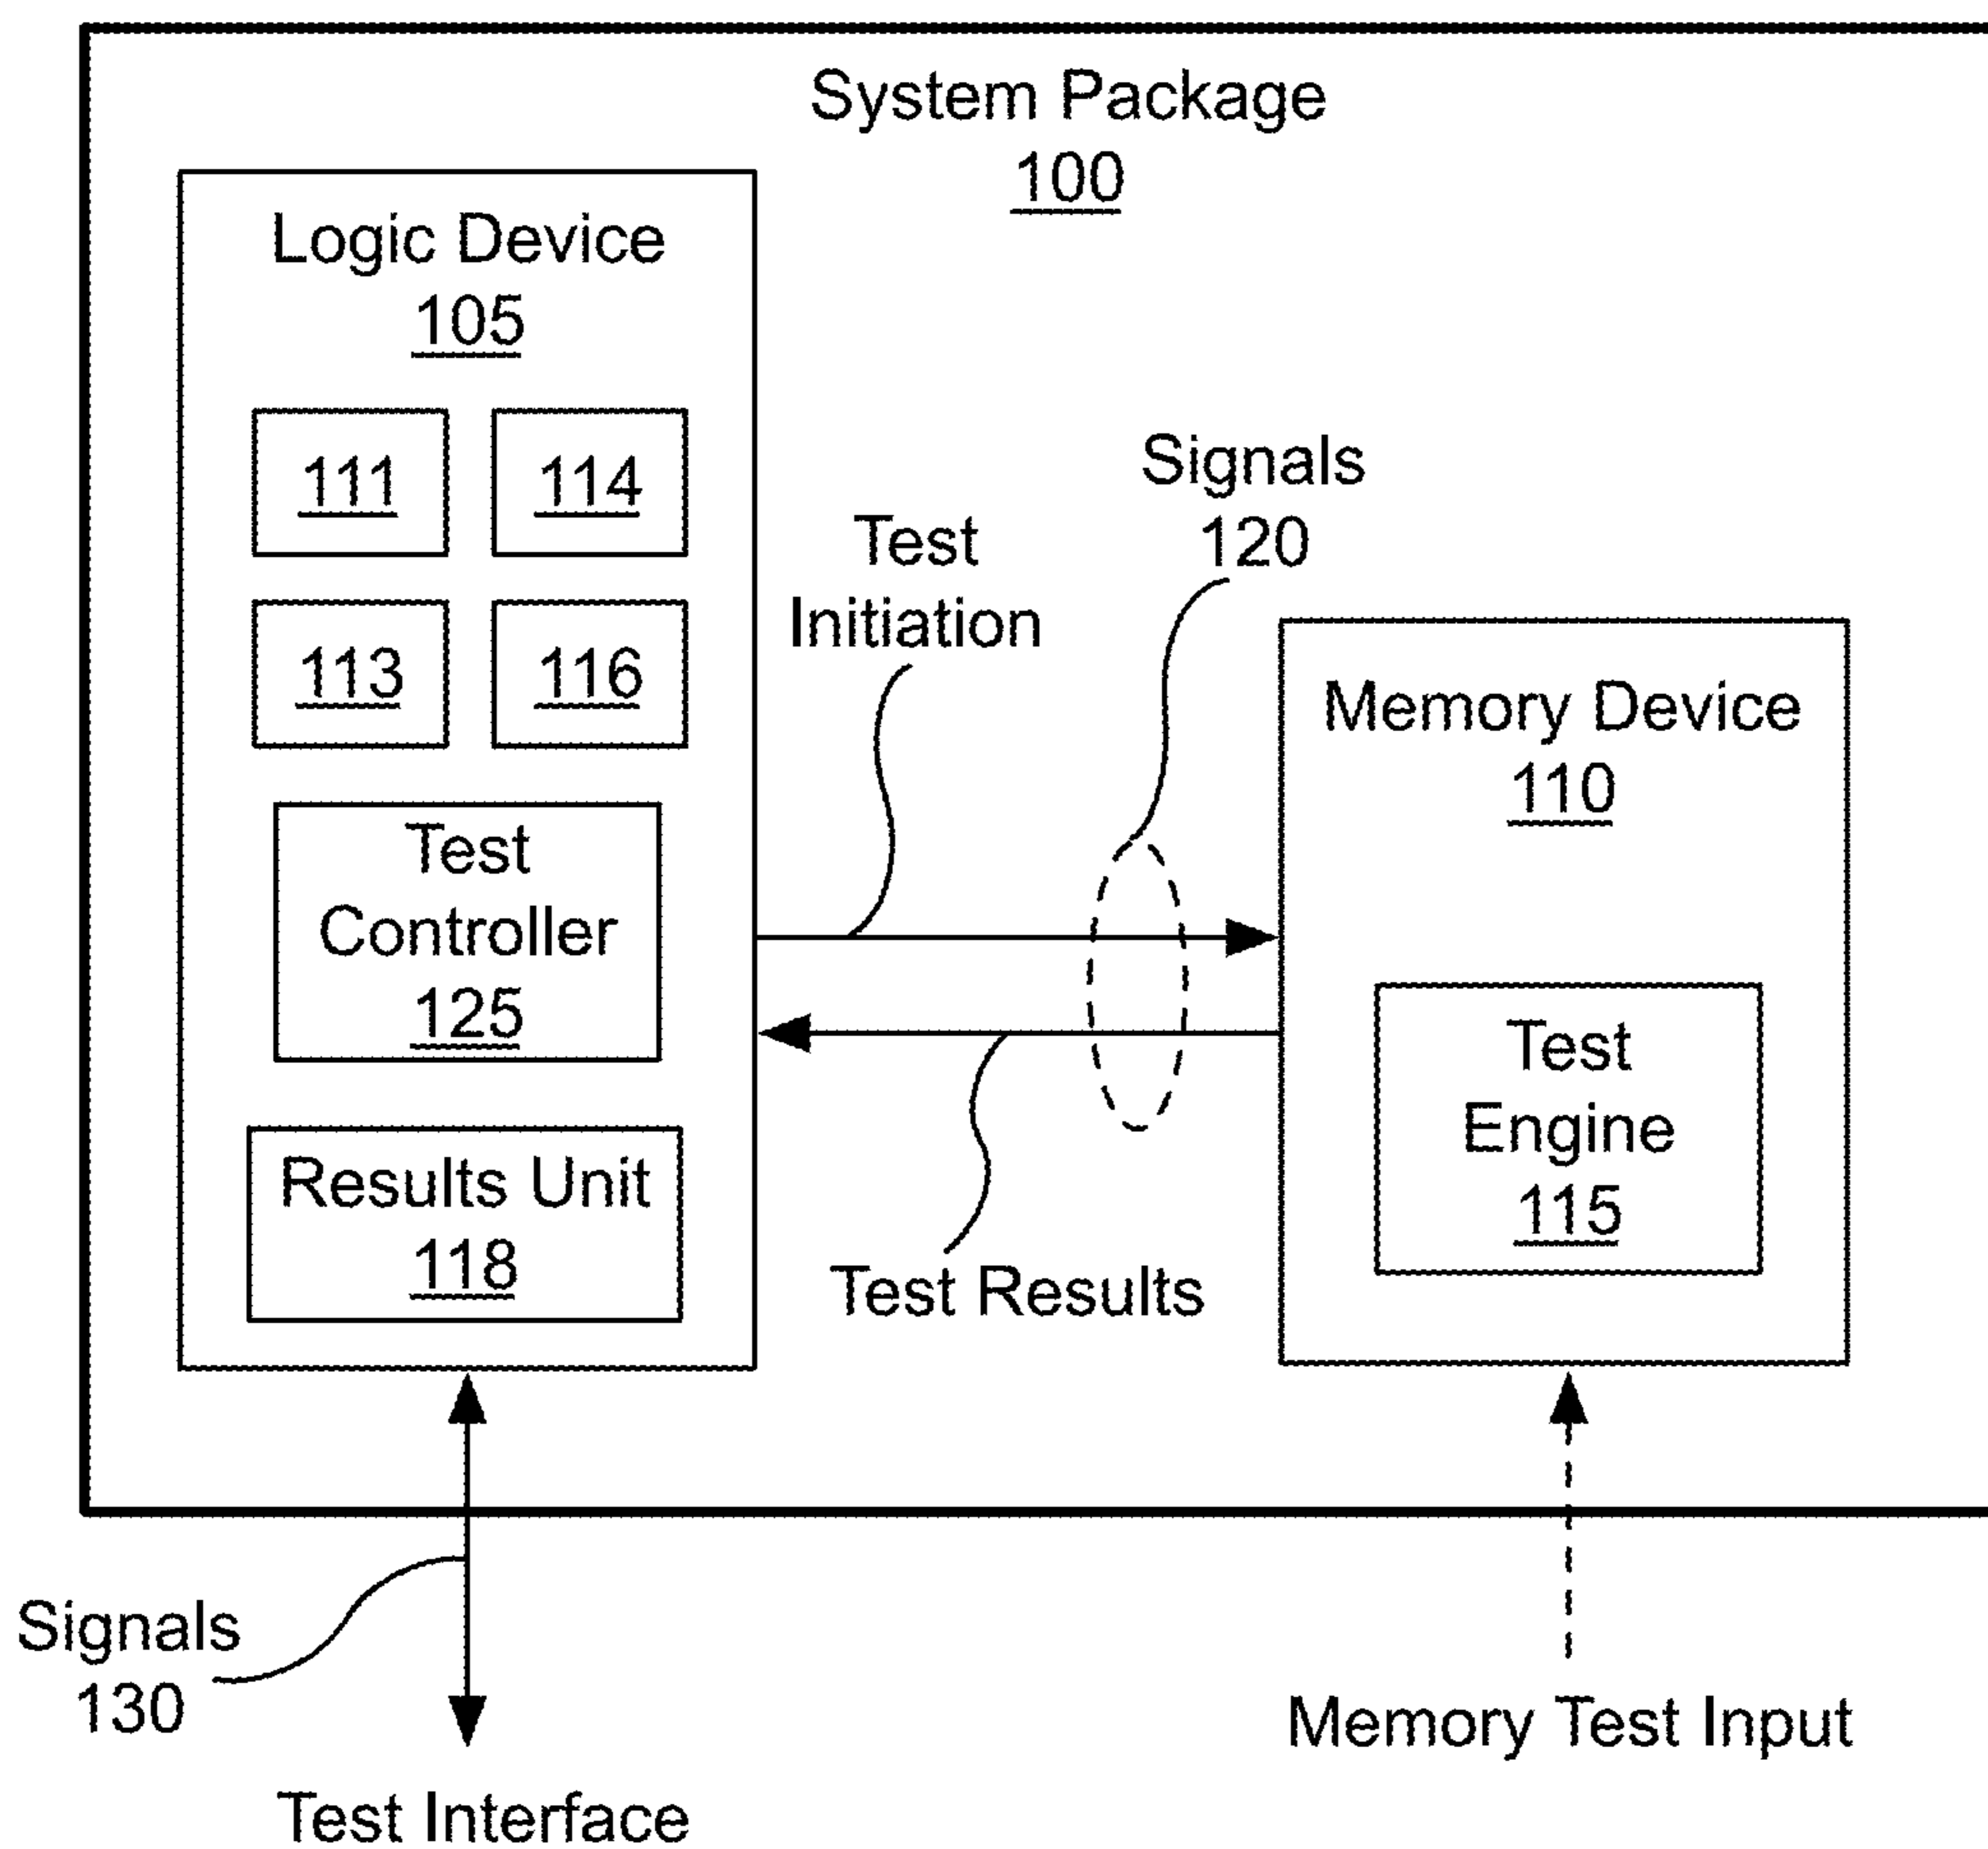 System Package
100
Logic Device
105
111
114
113
116
Test
Controller
125
Results Unit
118
Test
Initiation
Signals
120
Test Results
Memory Device
110
Test
Engine
115
Signals
130
Test Interface
Memory Test Input